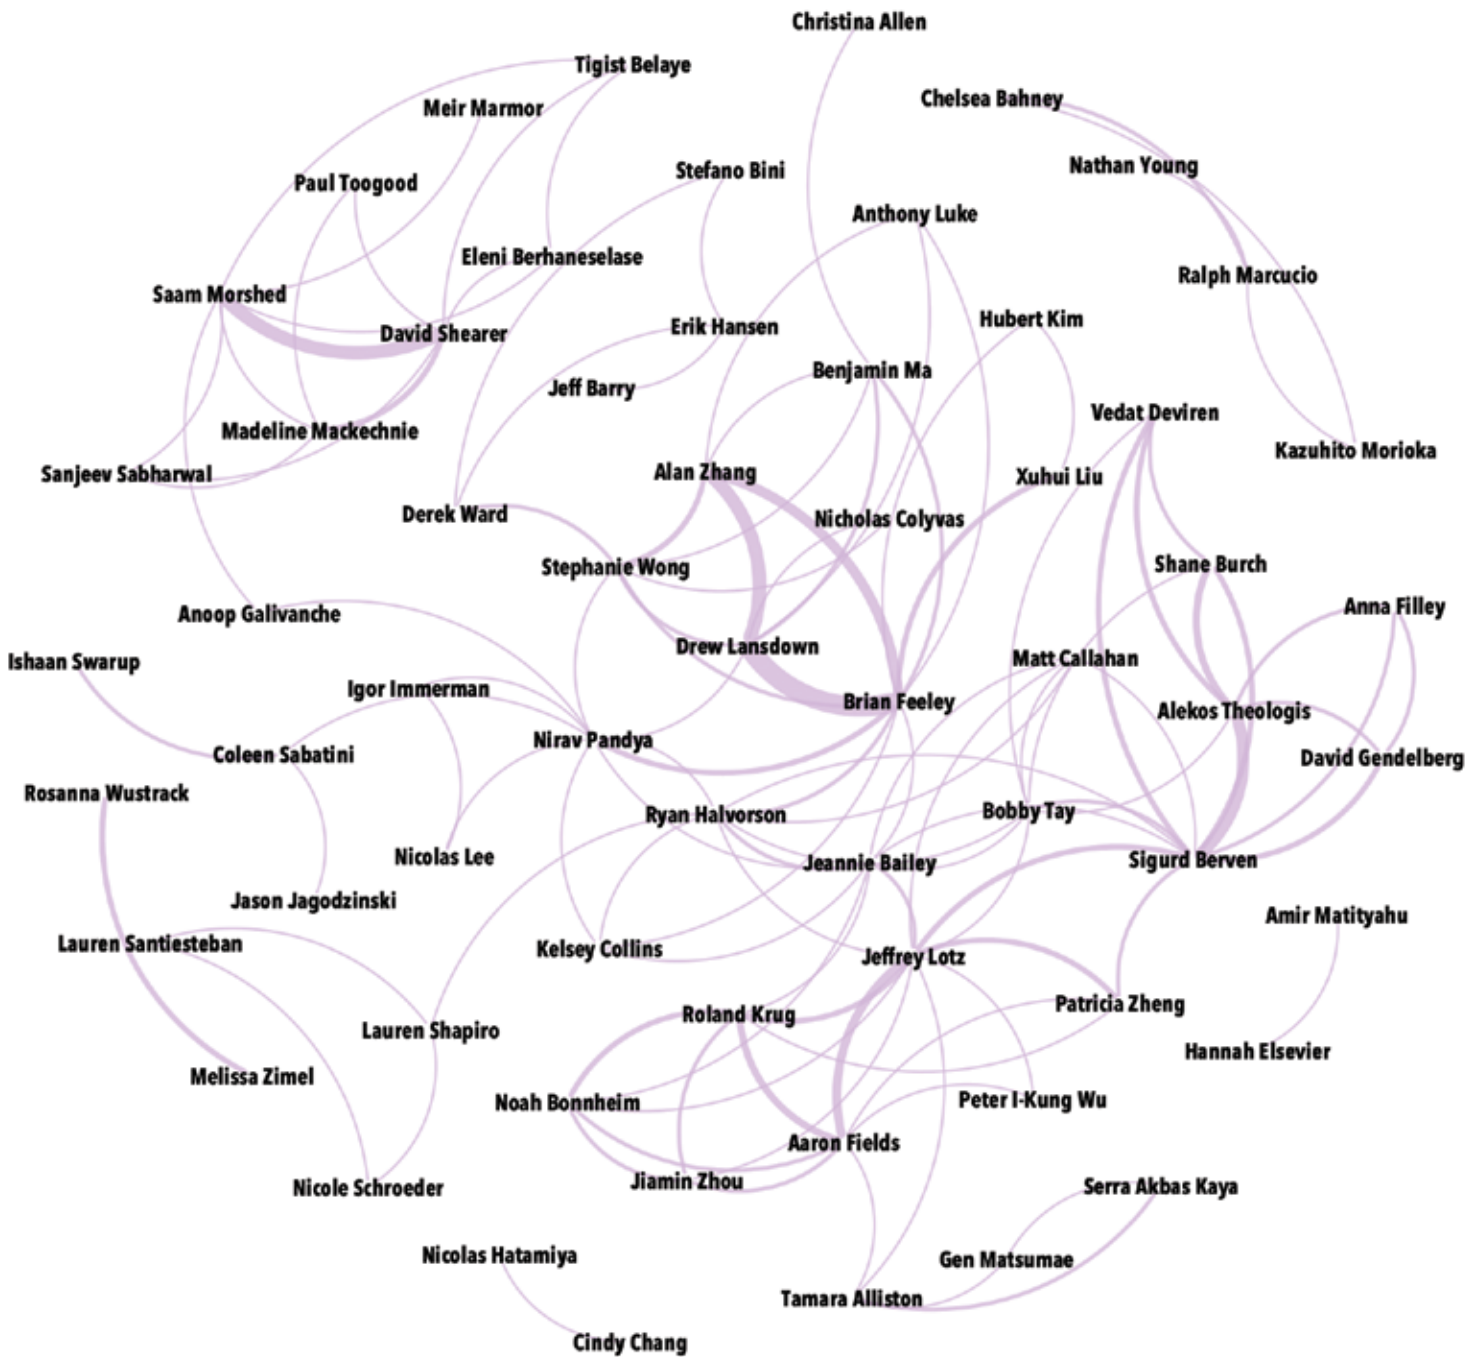 Christina Allen
Tigist Belaye
Chelsea Bahney
Meir Marmor
Nathan Young
Stefano Bini
Paul Toogood
Anthony Luke
Eleni Berhaneselase
Ralph Marcucio
Saam Morshed
Hubert Kim
Erik Hansen
David Shearer
Benjamin Ma
Jeff Barry
Vedat Deviren
Madeline Mackechnie
Kazuhito Morioka
Alan Zhang
Sanjeev Sabharwal
Xuhui Liu
Derek Ward
Nicholas Colyvas
Shane Burch
Stephanie Wong
Anna Filley
Anoop Galivanche
Drew Lansdown
Matt Callahan
Ishaan Swarup
Igor Immerman
Brian Feeley
Alekos Theologis
Nirav Pandya
Coleen Sabatini
David Gendelberg
Rosanna Wustrack
Bobby Tay
Ryan Halvorson
Nicolas Lee
Sigurd Berven
Jeannie Bailey
Jason Jagodzinski
Amir Matityahu
Lauren Santiesteban
Kelsey Collins
Jeffrey Lotz
Patricia Zheng
Roland Krug
Lauren Shapiro
Hannah Elsevier
Melissa Zimel
Peter I-Kung Wu
Noah Bonnheim
Aaron Fields
Jiamin Zhou
Serra Akbas Kaya
Nicole Schroeder
Nicolas Hatamiya
Gen Matsumae
Tamara Alliston
Cindy Chang